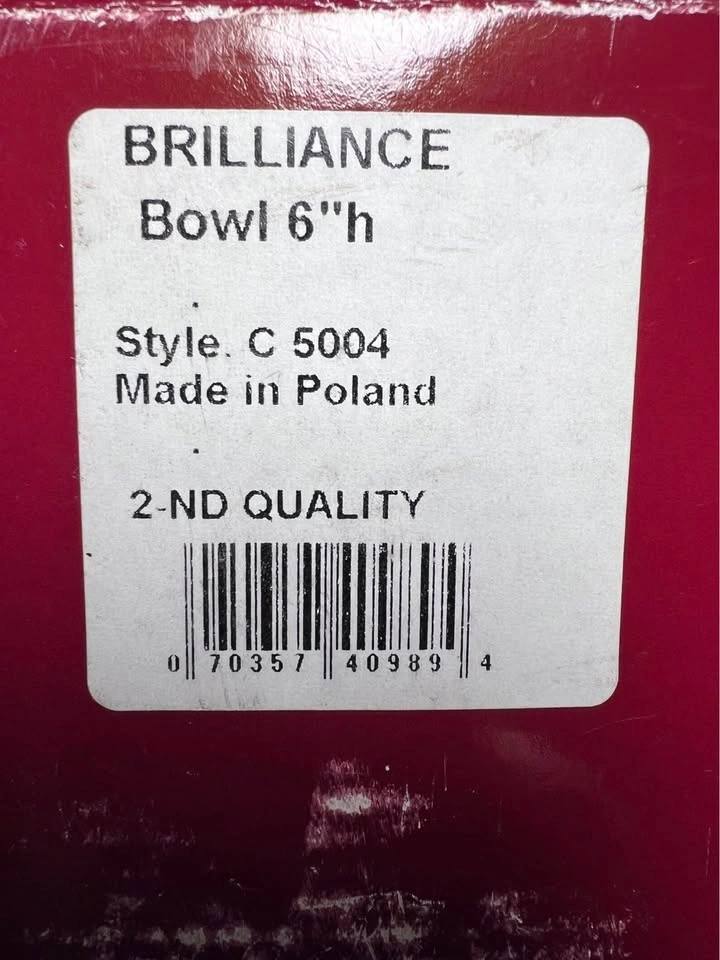 BRILLIANCE
Bowl 6"h
Style. C 5004
Made in Poland
2-ND QUALITY
0 70357 40989 4